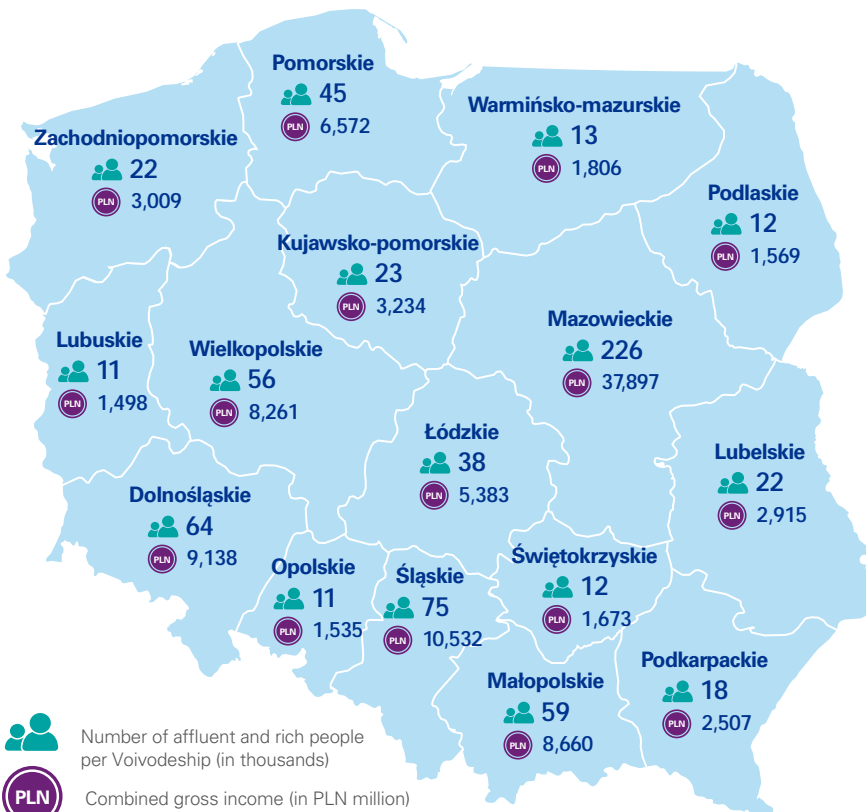 Pomorskie
45
PLN 6,572
Warmińsko-mazurskie
13
PLN 1,806
Zachodniopomorskie
22
PLN 3,009
Podlaskie
12
PLN 1,569
Kujawsko-pomorskie
23
PLN 3,234
Mazowieckie
226
PLN 37,897
Lubuskie
11
PLN 1,498
Wielkopolskie
56
PLN 8,261
Łódzkie
38
PLN 5,383
Lubelskie
22
PLN 2,915
Dolnośląskie
64
PLN 9,138
Opolskie
11
PLN 1,535
Śląskie
75
PLN 10,532
Świętokrzyskie
12
PLN 1,673
Małopolskie
59
PLN 8,660
Podkarpackie
18
PLN 2,507
Number of affluent and rich people
per Voivodeship (in thousands)
PLN Combined gross income (in PLN million)